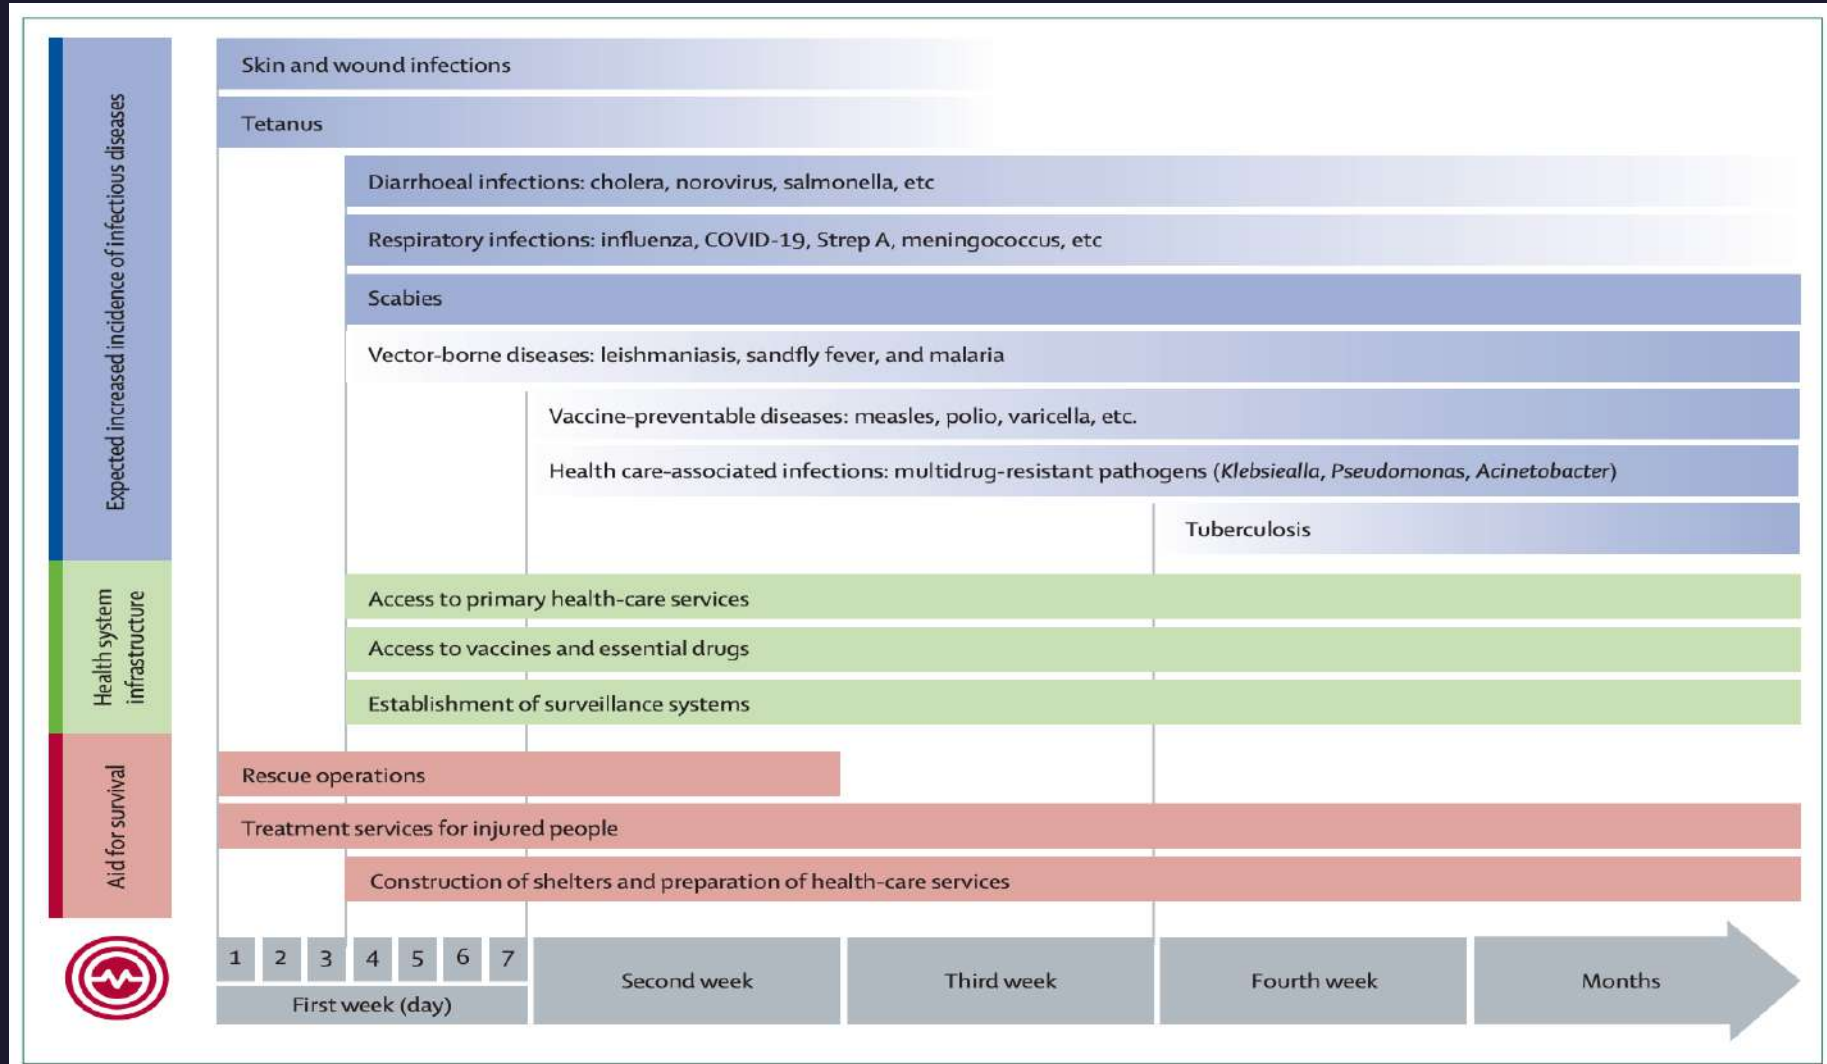 Expected increased incidence of infectious diseases
Skin and wound infections
Tetanus
Diarrhoeal infections: cholera, norovirus, salmonella, etc
Respiratory infections: influenza, COVID-19, Strep A, meningococcus, etc
Scabies
Vector-borne diseases: leishmaniasis, sandfly fever, and malaria
Vaccine-preventable diseases: measles, polio, varicella, etc.
Health care-associated infections: multidrug-resistant pathogens (Klebsiealla, Pseudomonas, Acinetobacter)
Tuberculosis
Health system
infrastructure
Access to primary health-care services
Access to vaccines and essential drugs
Establishment of surveillance systems
Aid for survival
Rescue operations
Treatment services for injured people
Construction of shelters and preparation of health-care services
1 2 3 4 5 6 7
First week (day)
Second week
Third week
Fourth week
Months